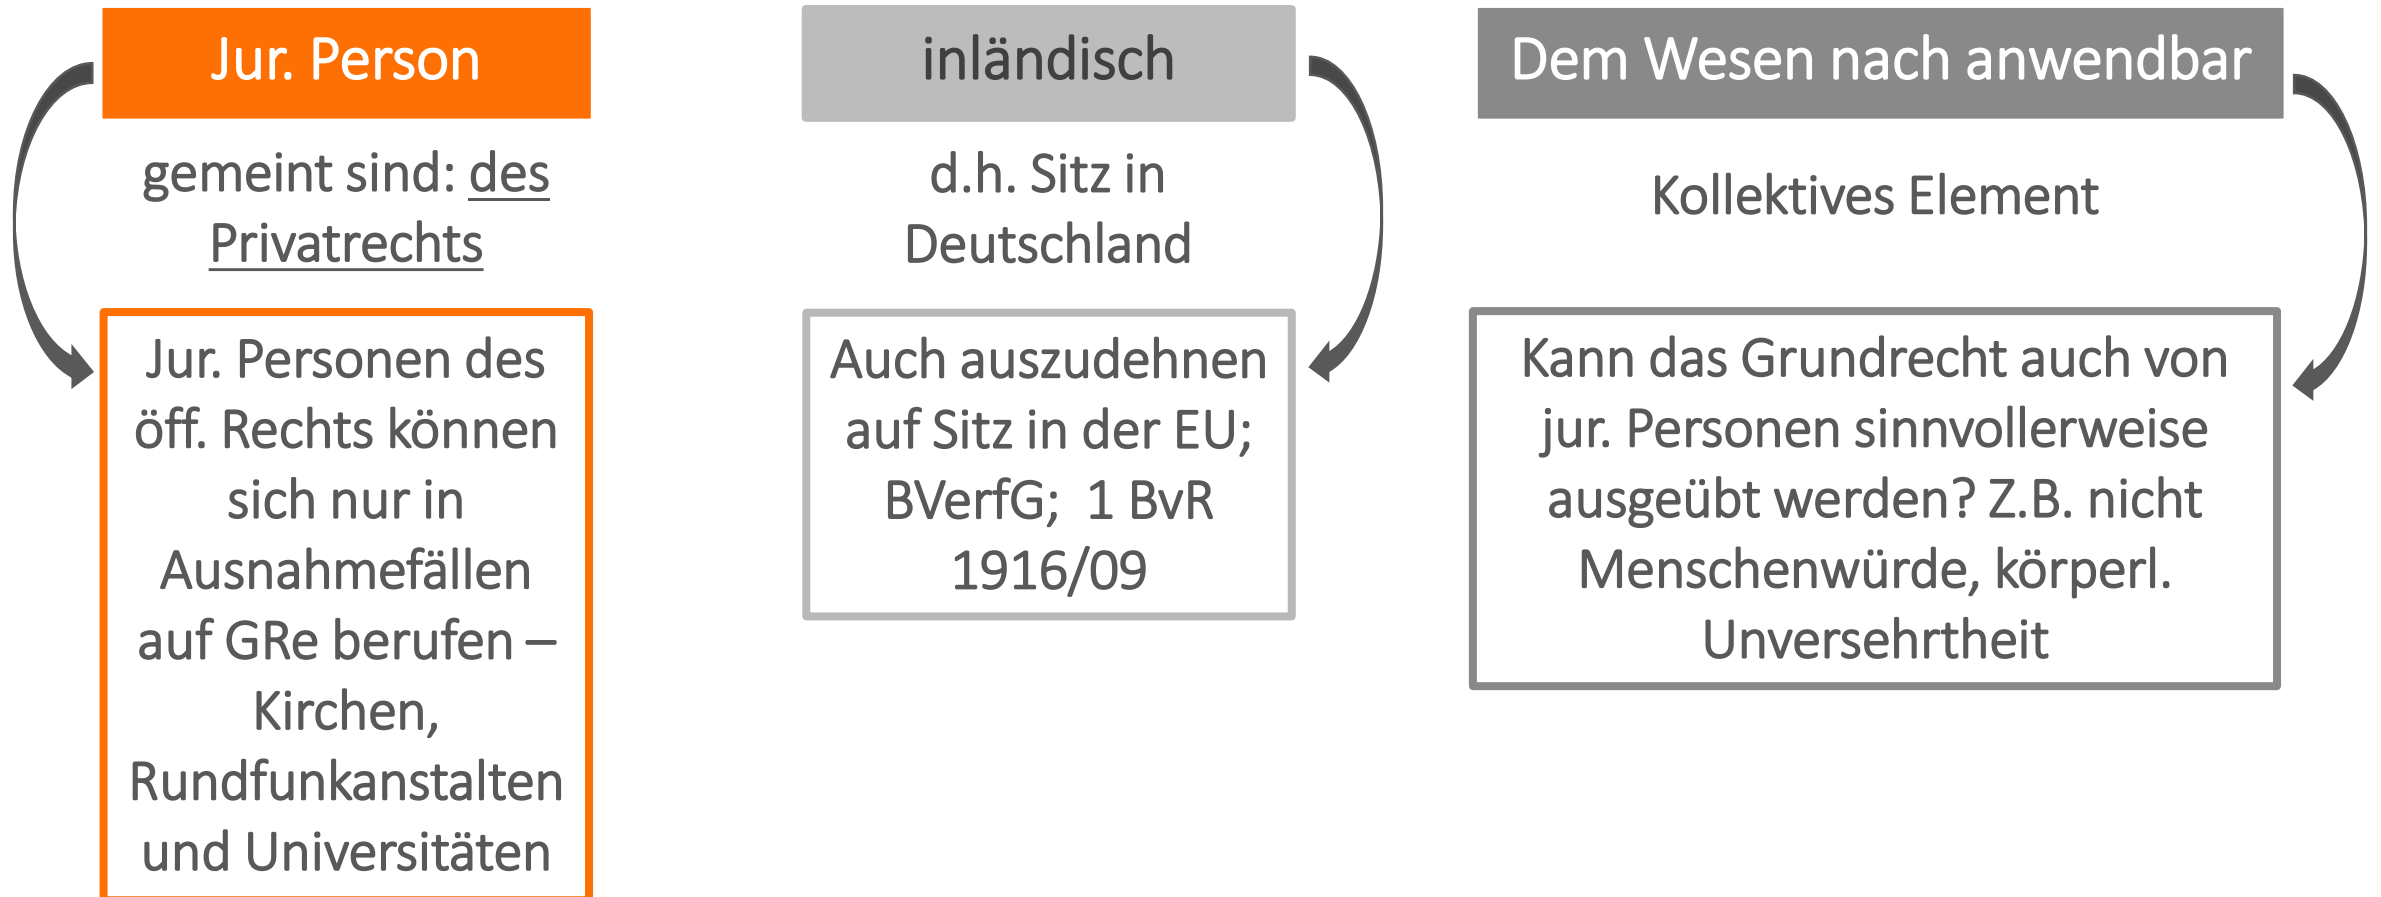 Jur. Person
gemeint sind: des
Privatrechts
Jur. Personen des
öff. Rechts können
sich nur in
Ausnahmefällen
auf GRe berufen –
Kirchen,
Rundfunkanstalten
und Universitäten
inländisch
d.h. Sitz in
Deutschland
Auch auszudehnen
auf Sitz in der EU;
BVerfG;  1 BvR
1916/09
Dem Wesen nach anwendbar
Kollektives Element
Kann das Grundrecht auch von
jur. Personen sinnvollerweise
ausgeübt werden? Z.B. nicht
Menschenwürde, körperl.
Unversehrtheit